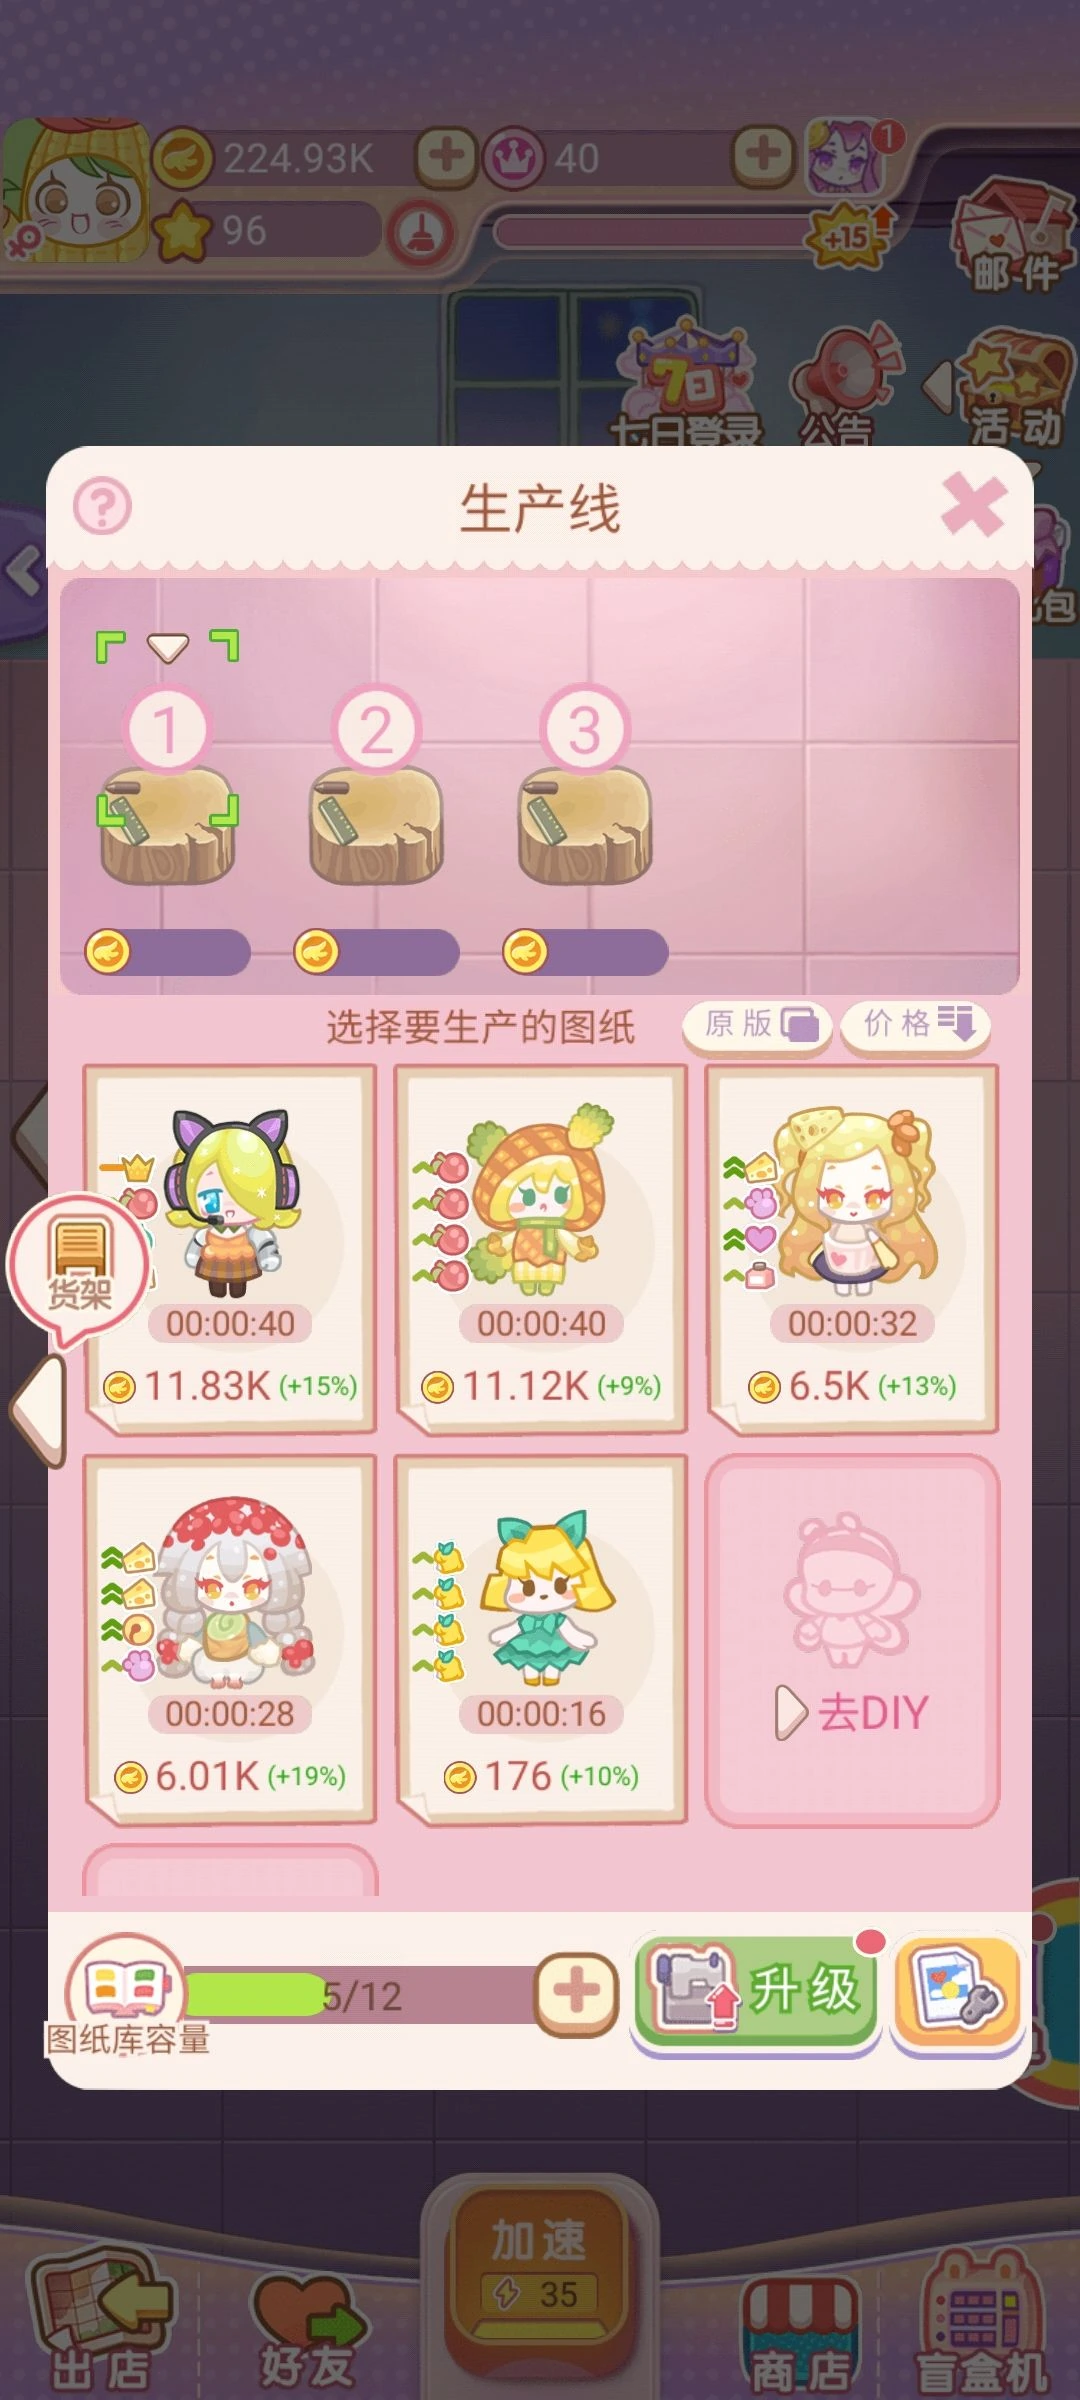 224.93K
40
1
96
+15
邮件
7日
七日登录
公告
活动
生产线
包
1
2
3
选择要生产的图纸
原版
价格
货架
00:00:40
11.83K (+15%)
00:00:40
11.12K (+9%)
00:00:32
6.5K (+13%)
00:00:28
6.01K (+19%)
00:00:16
176 (+10%)
去DIY
5/12
升级
图纸库容量
加速
35
出店
好友
商店
盲盒机